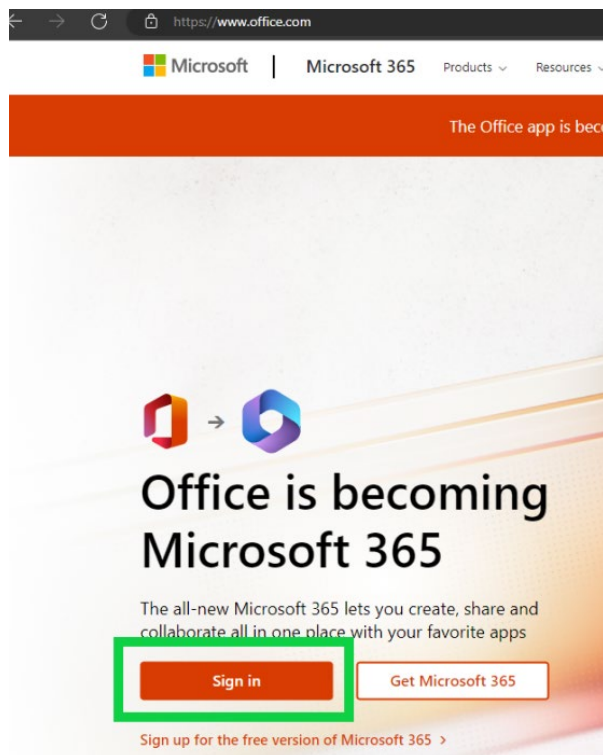 https://www.office.com
Microsoft | Microsoft 365 Products Resources
The Office app is bec
Office is becoming
Microsoft 365
The all-new Microsoft 365 lets you create, share and
collaborate all in one place with your favorite apps
Sign in Get Microsoft 365
Sign up for the free version of Microsoft 365 >